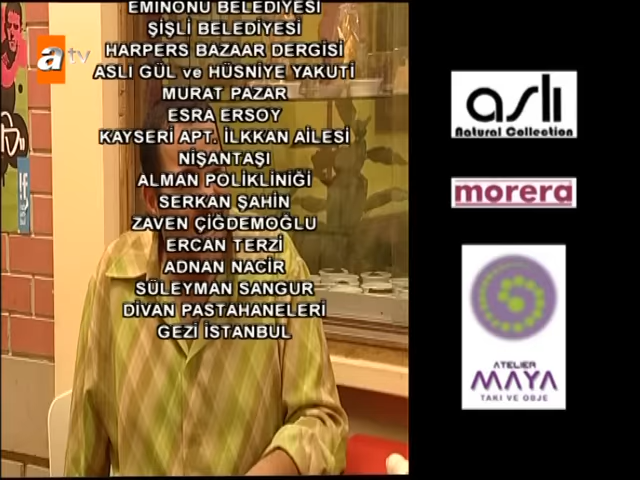 EMİNÖNÜ BELEDİYESİ
ŞİŞLİ BELEDİYESİ
HARPERS BAZAAR DERGİSİ
ASLI GÜL ve HÜSNİYE YAKUTİ
MURAT PAZAR
ESRA ERSOY
KAYSERİ APT. İLKKAN AİLESİ
NİŞANTAŞI
ALMAN POLİKLİNİĞİ
SERKAN ŞAHİN
ZAVEN ÇİĞDEMOĞLU
ERCAN TERZİ
ADNAN NACİR
SÜLEYMAN SANGUR
DİVAN PASTAHANELERİ
GEZİ İSTANBUL
atv
aslı
Natural Collection
morera
ATELIER
MAYA
TAKI VE OBJE